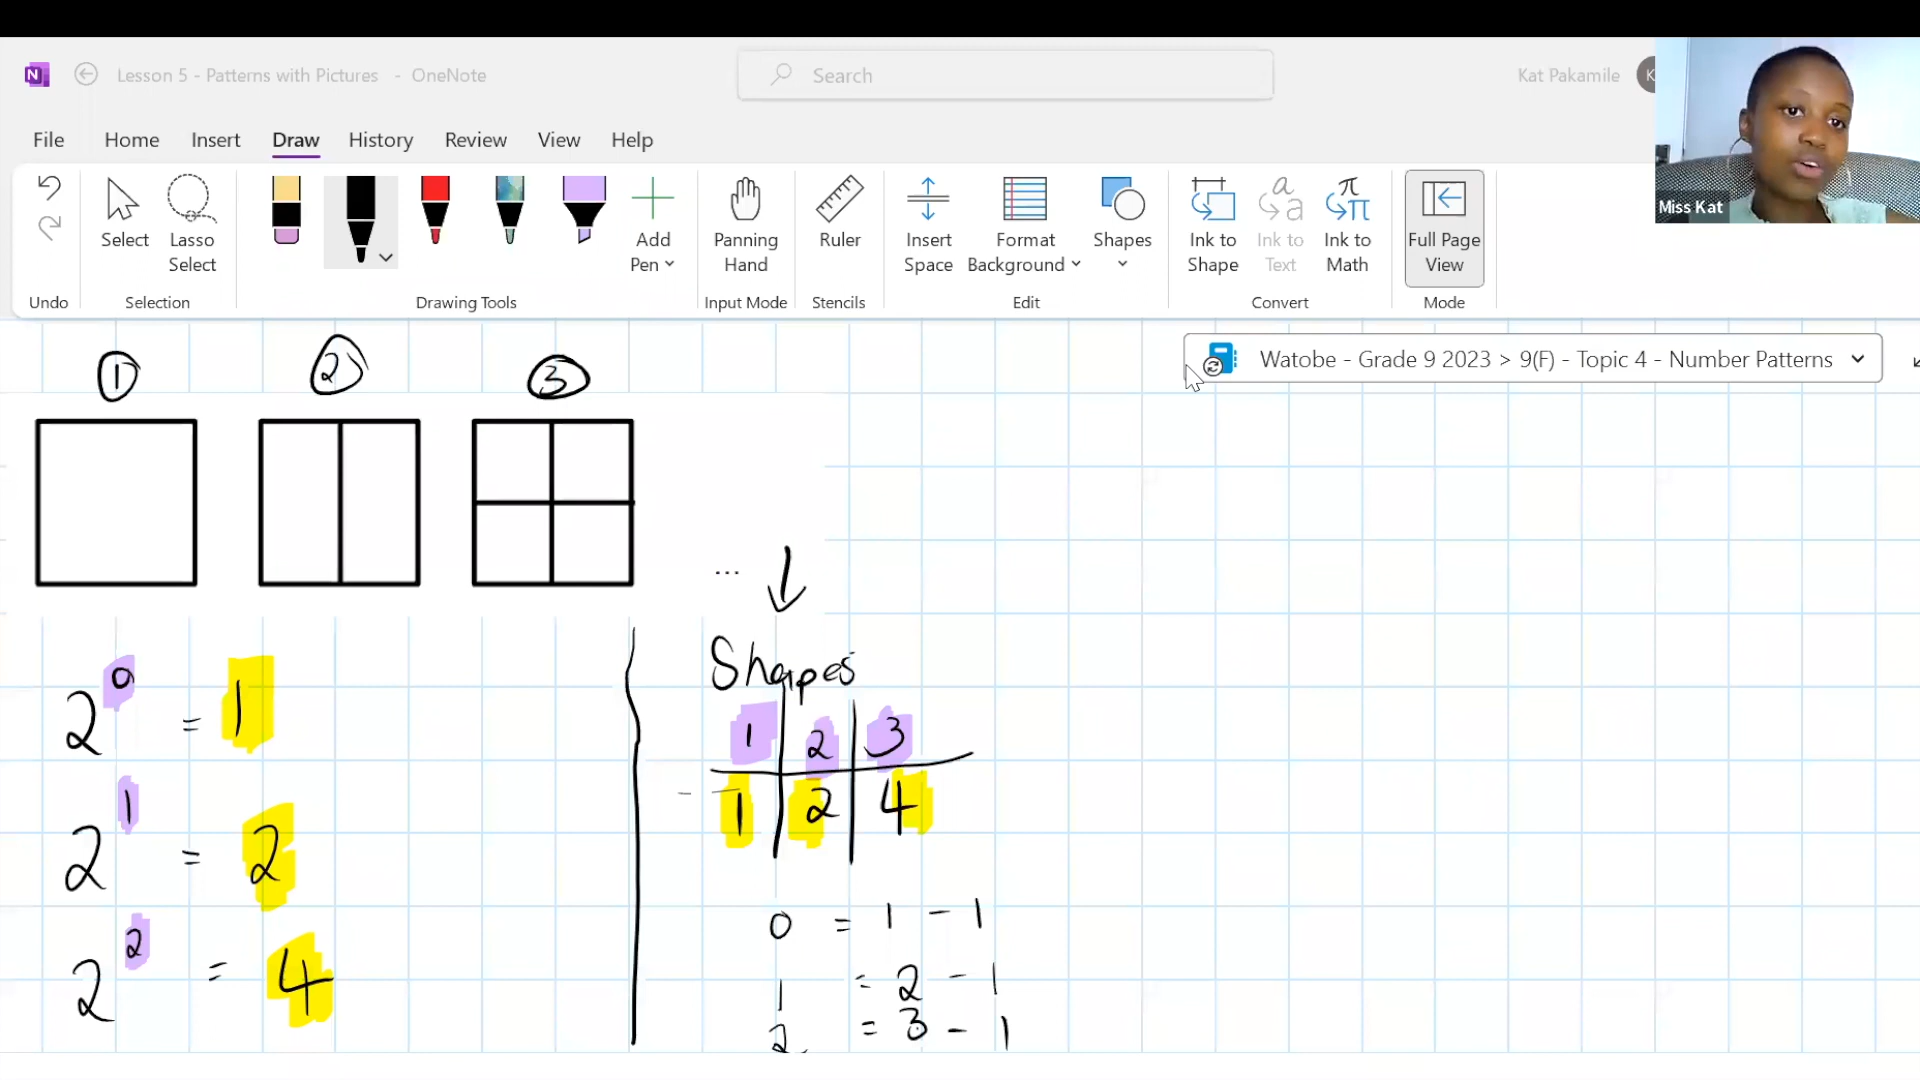 Lesson 5 - Patterns with Pictures - OneNote
Search
Kat Pakamile
K
File Home Insert Draw History Review View Help
Select
Lasso Select
Add Pen
Panning Hand
Ruler
Insert Space
Format Background
Shapes
Ink to Shape
Ink to Text
Ink to Math
Full Page View
Undo Selection Drawing Tools Input Mode Stencils Edit Convert Mode
Miss Kat
Watobe - Grade 9 2023 > 9(F) - Topic 4 - Number Patterns
1 2 3
...
Shapes
1 2 3
1 2 4
2^0 = 1
2^1 = 2
2^2 = 4
0 = 1 - 1
1 = 2 - 1
2 = 3 - 1